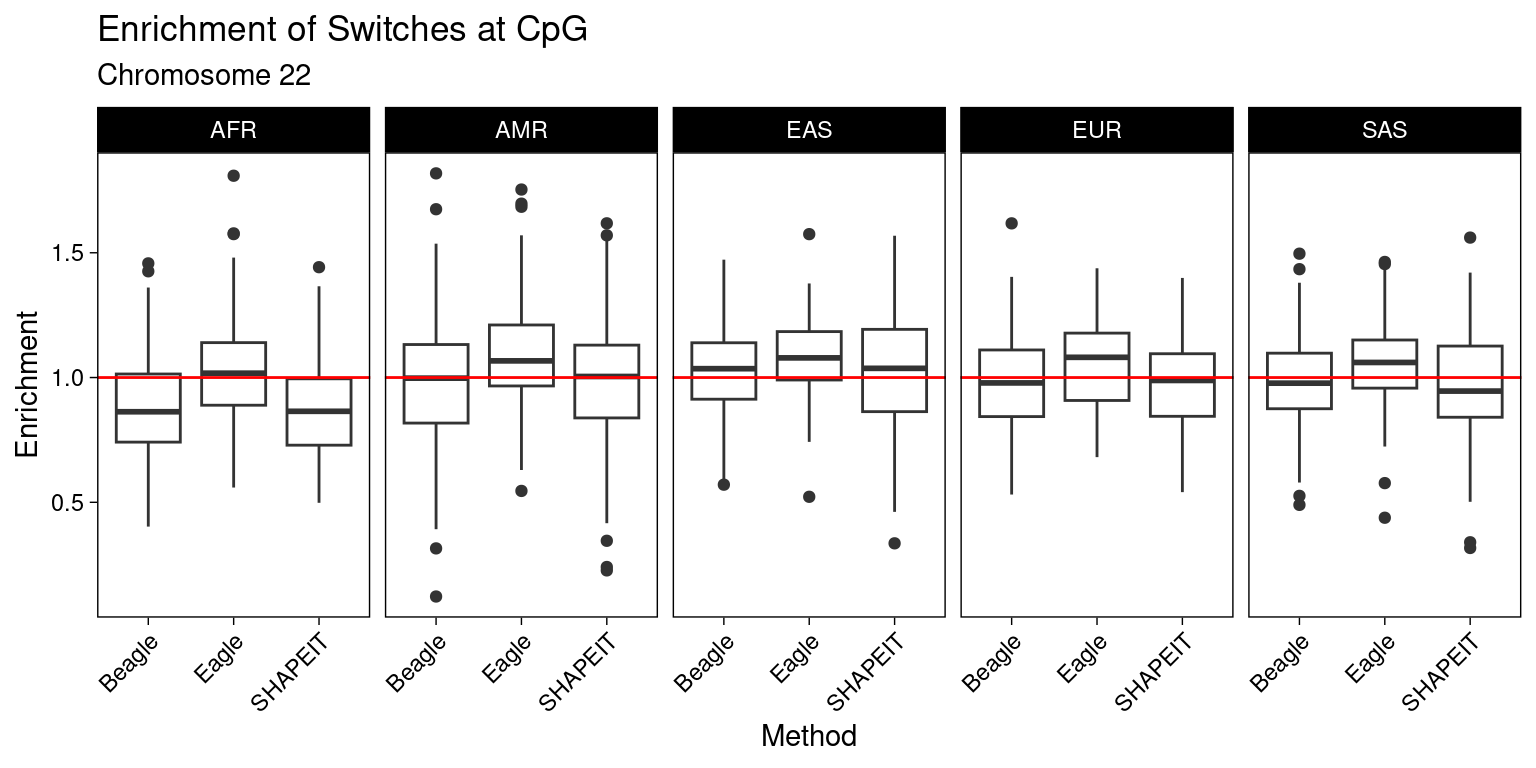 Enrichment of Switches at CpG
Chromosome 22
AFR AMR EAS EUR SAS
Enrichment
1.5
1.0
0.5
Beagle Eagle SHAPEIT Beagle Eagle SHAPEIT Beagle Eagle SHAPEIT Beagle Eagle SHAPEIT Beagle Eagle SHAPEIT
Method